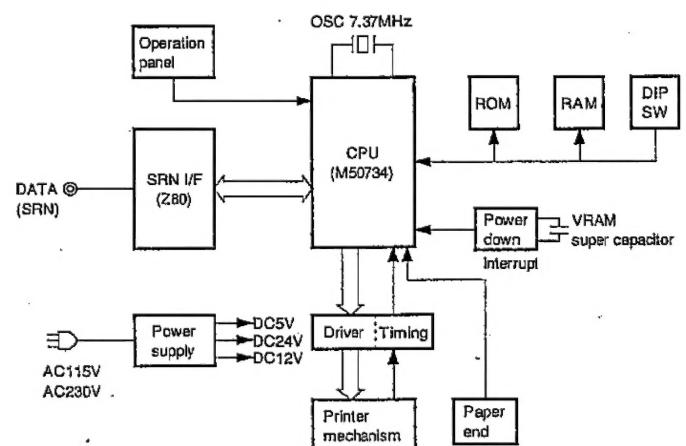 OSC 7.37MHz
Operation
panel
ROM
RAM
DIP
SW
CPU
(M50734)
SRN I/F
(Z80)
DATA
(SRN)
Power
down
Interrupt
VRAM
super capacitor
Power
supply
DC5V
DC24V
DC12V
Driver
Timing
AC115V
AC230V
Printer
mechanism
Paper
end